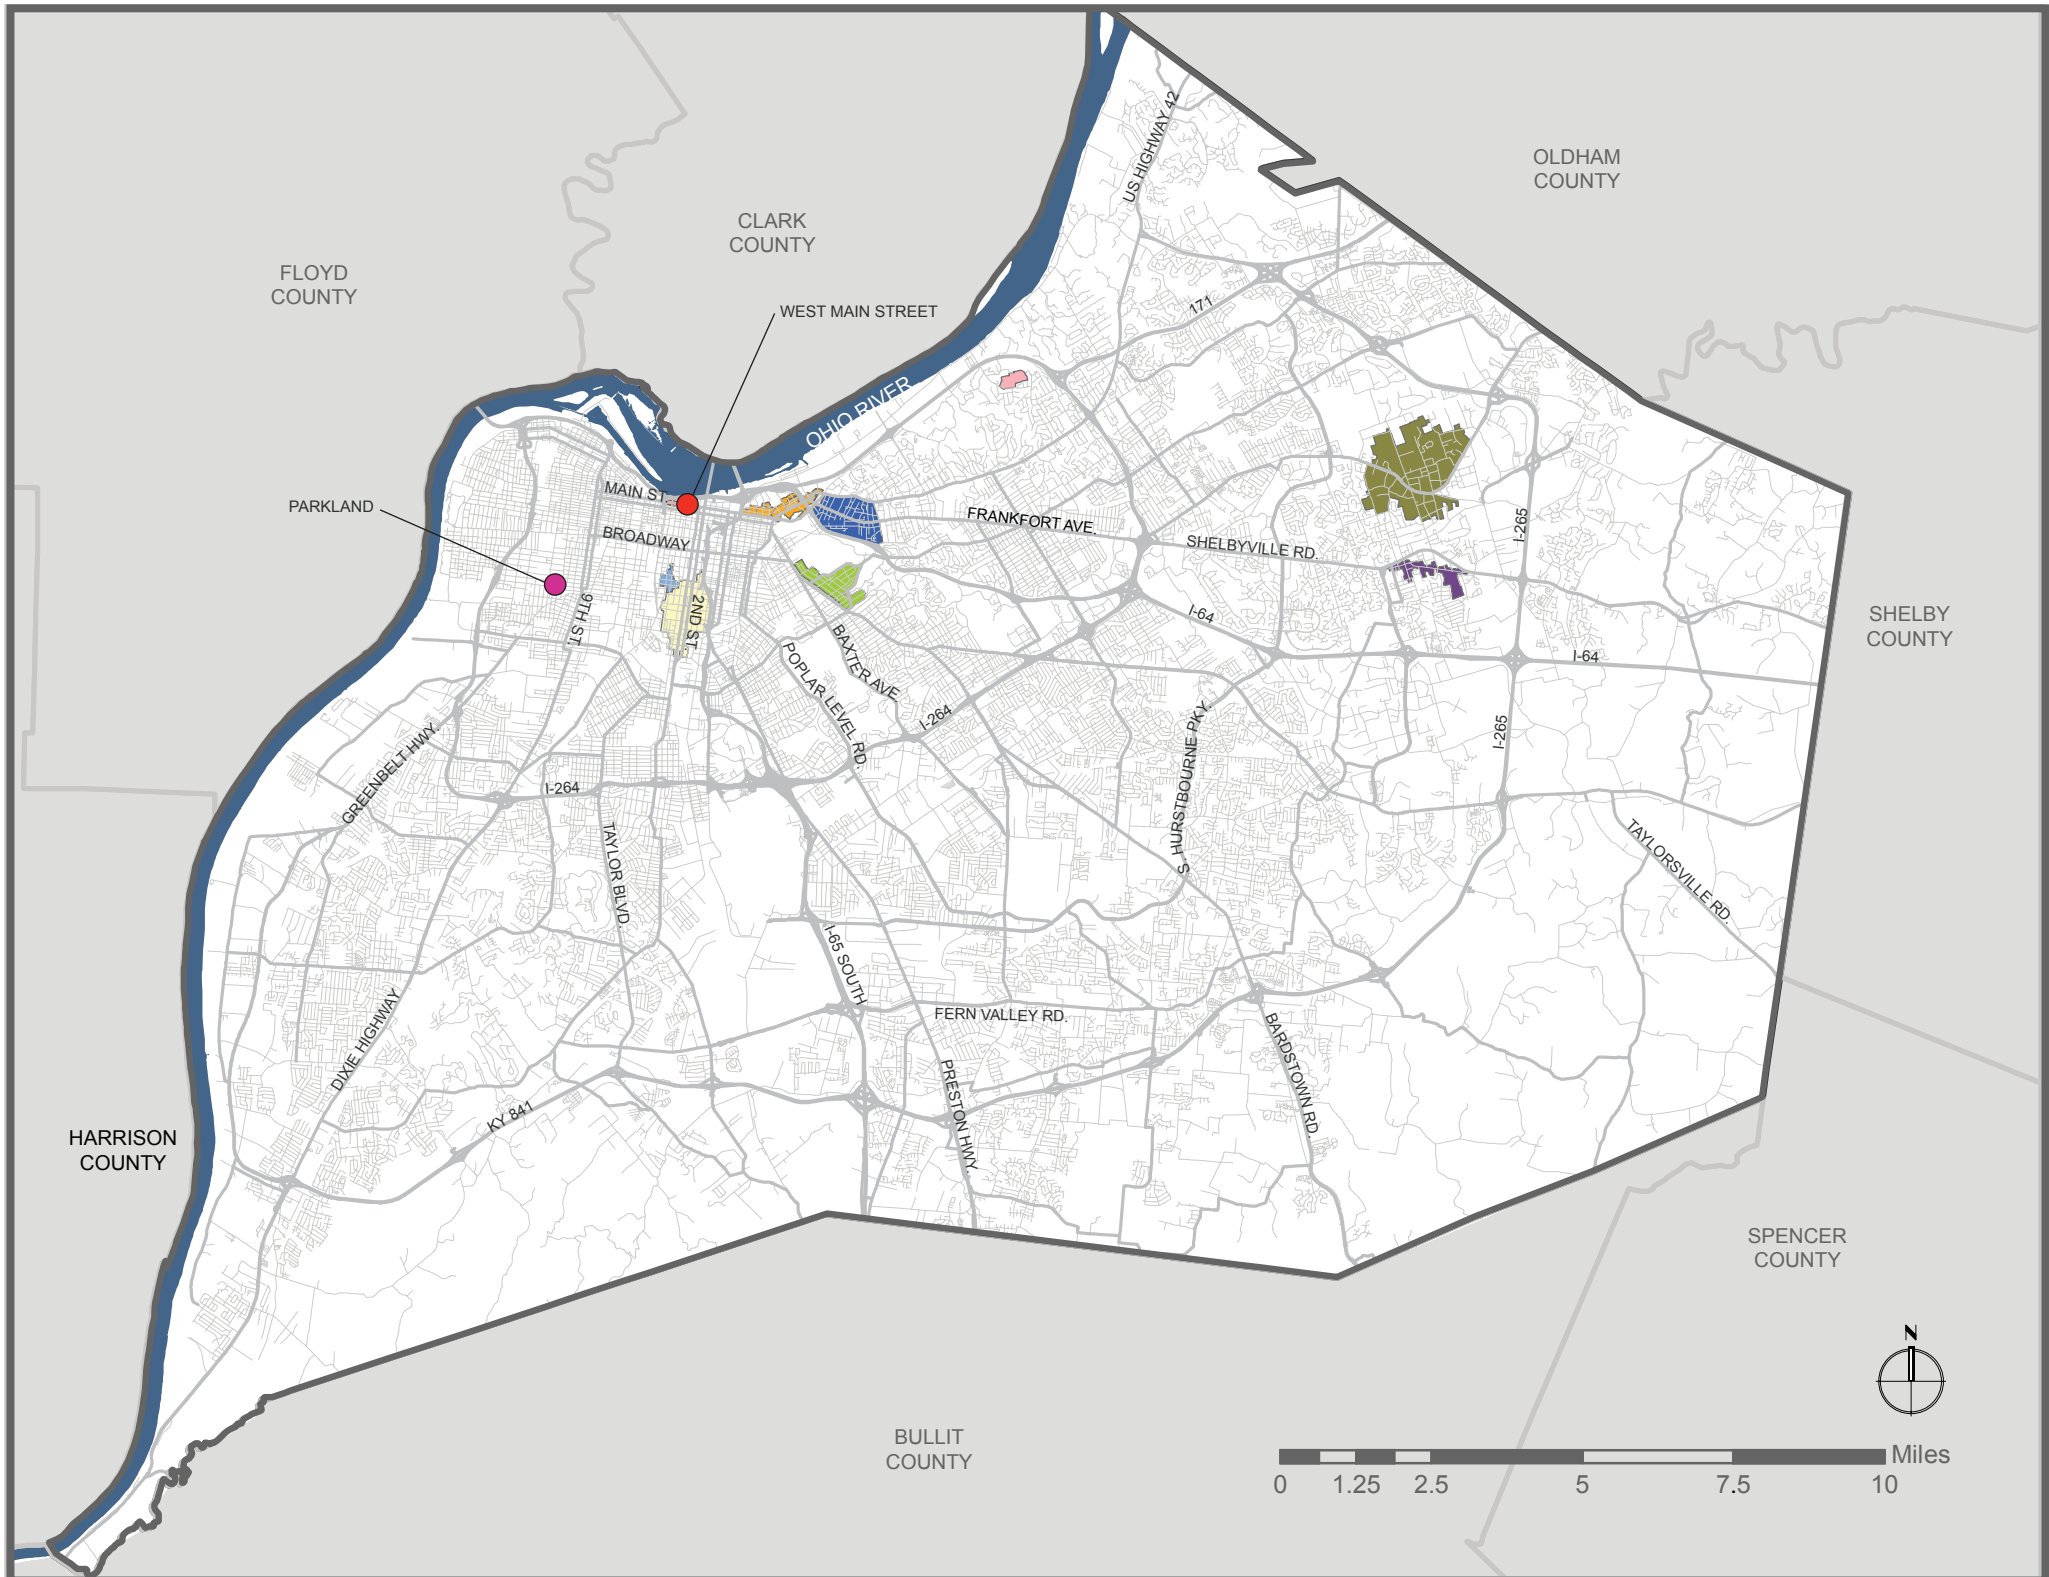 US HIGHWAY 42
OLDHAM
COUNTY
CLARK
COUNTY
FLOYD
COUNTY
WEST MAIN STREET
171
OHIO RIVER
PARKLAND
MAIN ST.
BROADWAY
FRANKFORT AVE.
SHELBYVILLE RD.
I-265
9TH ST.
2ND ST.
I-64
SHELBY
COUNTY
BAXTER AVE.
POPLAR LEVEL RD.
I-64
I-264
S. HURSTBOURNE PKY.
I-265
GREENBELT HWY.
I-264
TAYLOR BLVD.
TAYLORSVILLE RD.
I-65 SOUTH
DIXIE HIGHWAY
FERN VALLEY RD.
BARDSTOWN RD.
PRESTON HWY.
KY 841
HARRISON
COUNTY
SPENCER
COUNTY
N
BULLIT
COUNTY
Miles
0 1.25 2.5 5 7.5 10